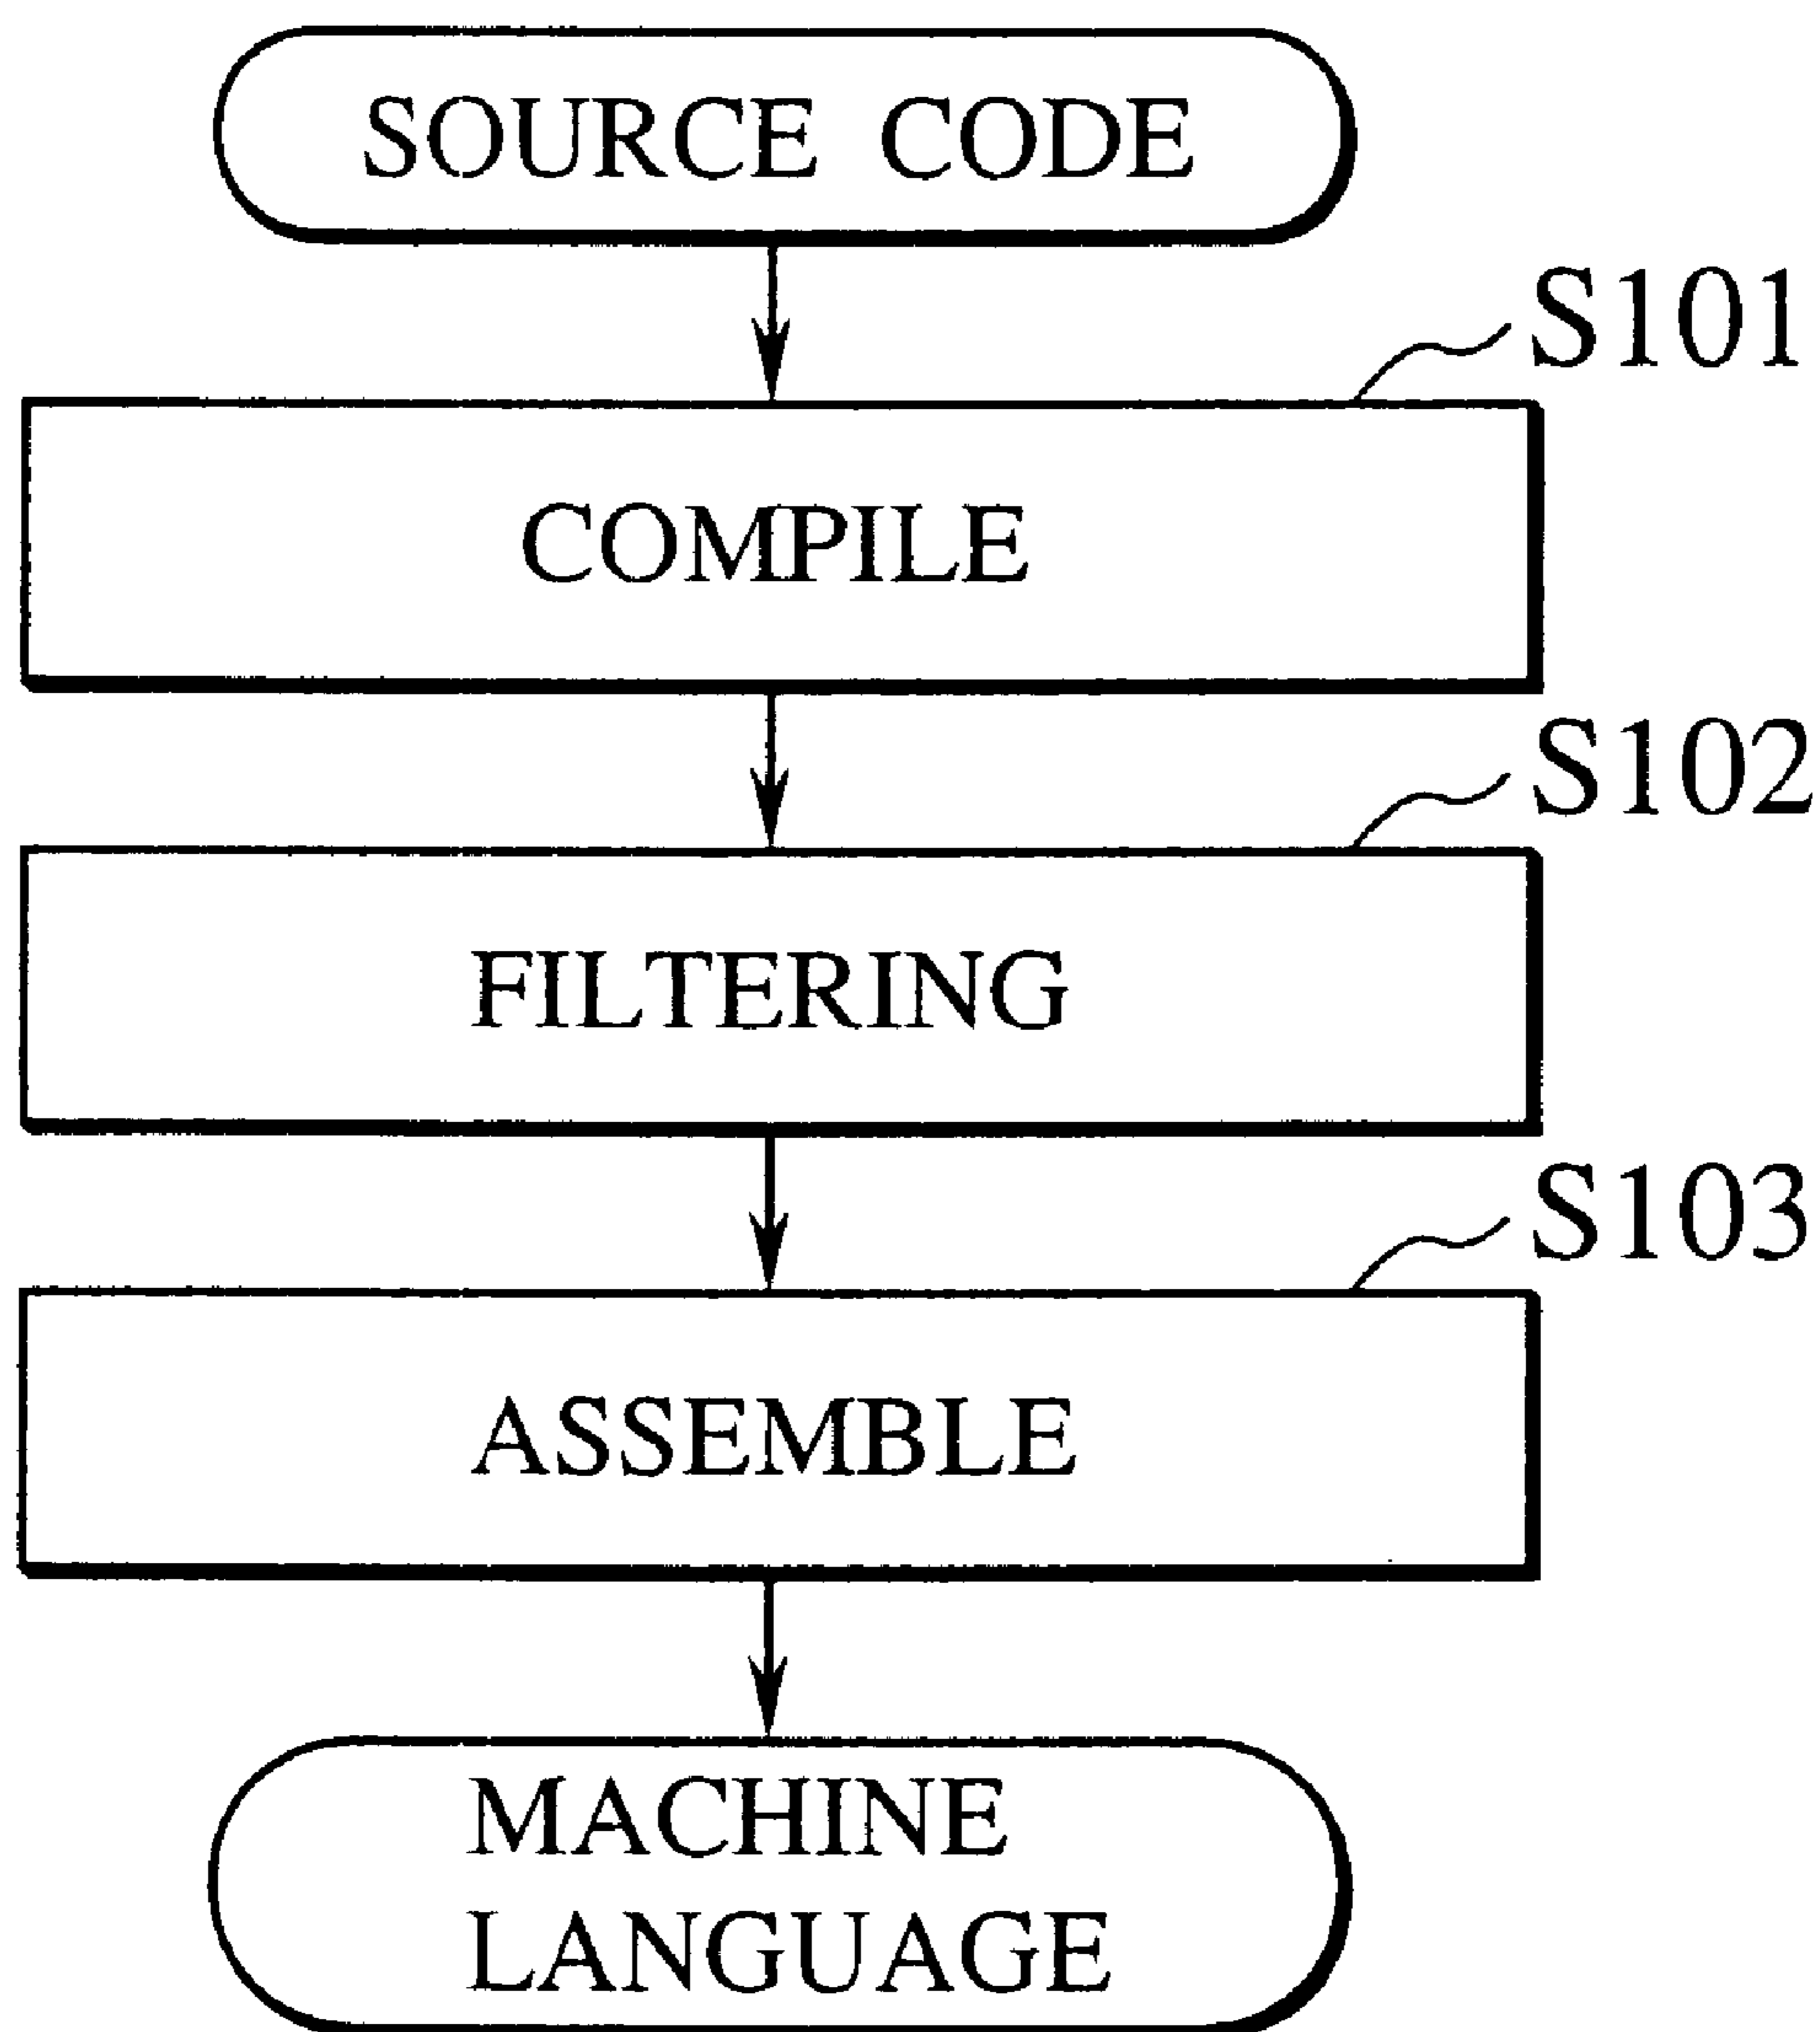 SOURCE CODE
S101
COMPILE
S102
FILTERING
S103
ASSEMBLE
MACHINE
LANGUAGE